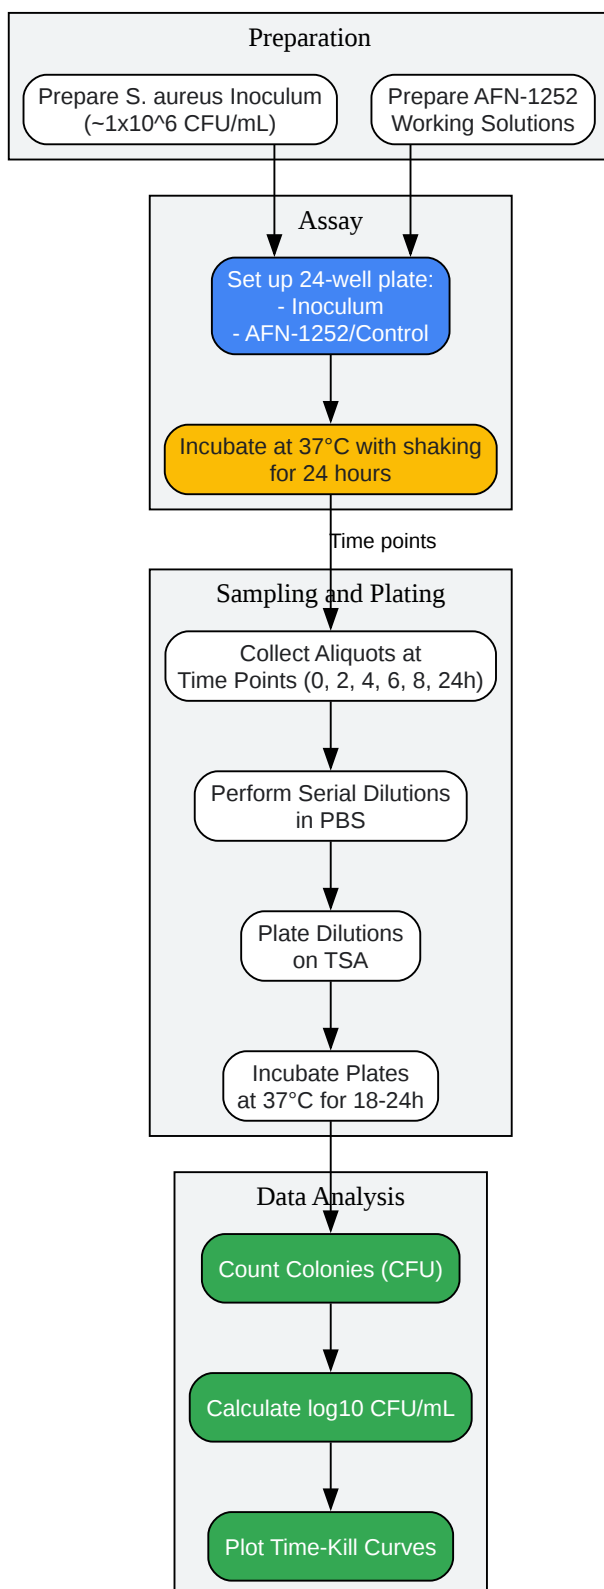 Preparation
Prepare S. aureus Inoculum
(~1x10^6 CFU/mL)
Prepare AFN-1252
Working Solutions
Assay
Set up 24-well plate:
- Inoculum
- AFN-1252/Control
Incubate at 37°C with shaking
for 24 hours
Time points
Sampling and Plating
Collect Aliquots at
Time Points (0, 2, 4, 6, 8, 24h)
Perform Serial Dilutions
in PBS
Plate Dilutions
on TSA
Incubate Plates
at 37°C for 18-24h
Data Analysis
Count Colonies (CFU)
Calculate log10 CFU/mL
Plot Time-Kill Curves